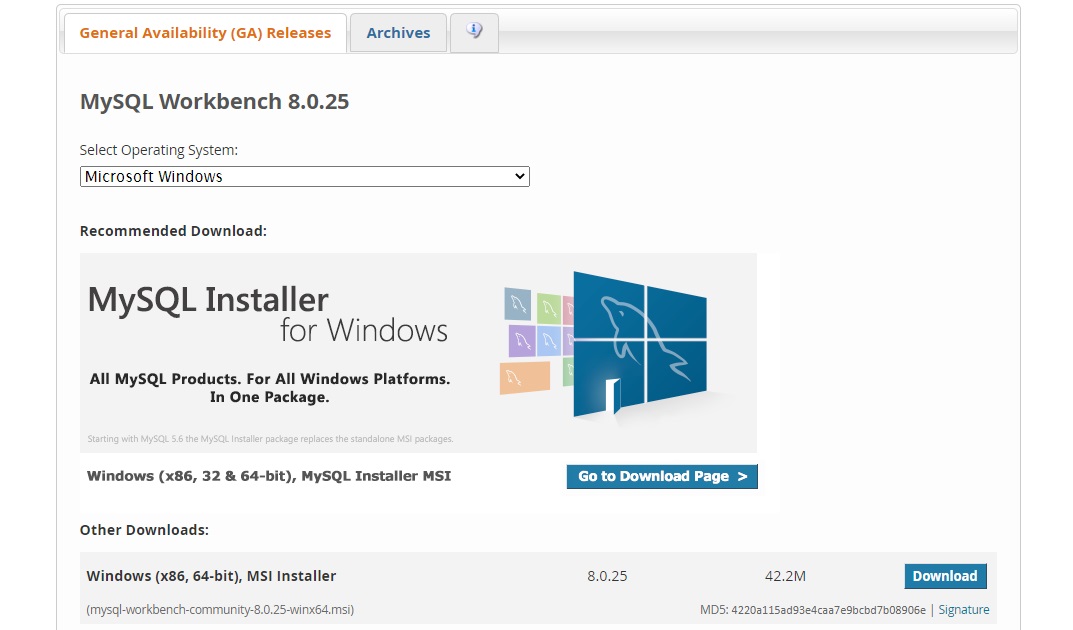 General Availability (GA) Releases
Archives
MySQL Workbench 8.0.25
Select Operating System:
Microsoft Windows
Recommended Download:
MySQL Installer
for Windows
All MySQL Products. For All Windows Platforms.
In One Package.
Starting with MySQL 5.6 the MySQL Installer package replaces the standalone MSI packages.
Windows (x86, 32 & 64-bit), MySQL Installer MSI
Go to Download Page >
Other Downloads:
Windows (x86, 64-bit), MSI Installer 8.0.25 42.2M Download
(mysql-workbench-community-8.0.25-winx64.msi) MD5: 4220a115ad93e4caa7e9bcbd7b08906e | Signature